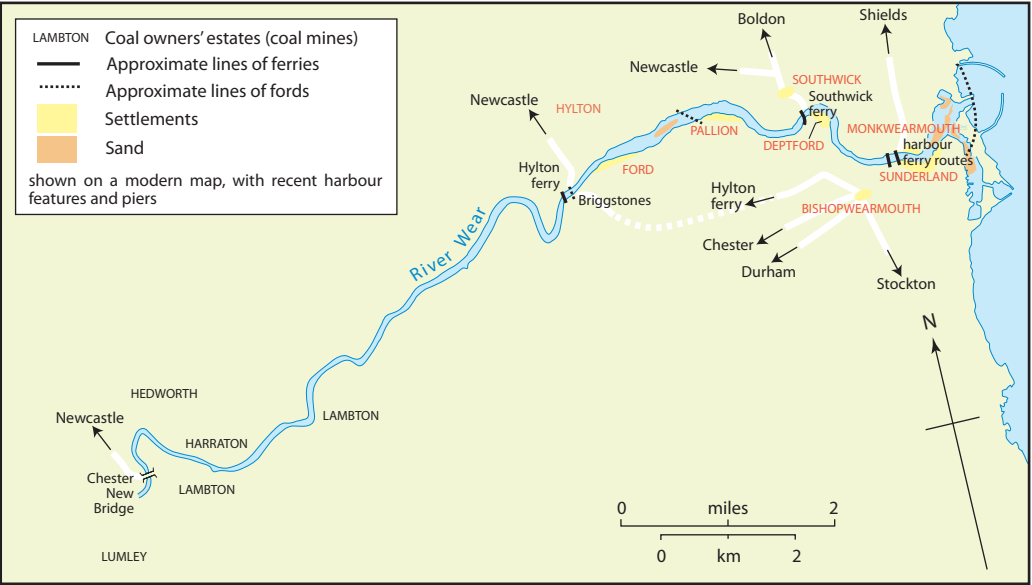 LAMBTON Coal owners' estates (coal mines)
Approximate lines of ferries
Approximate lines of fords
Settlements
Sand
shown on a modern map, with recent harbour
features and piers
Boldon
Shields
Newcastle
SOUTHWICK
Southwick
ferry
Newcastle
HYLTON
PALLION
DEPTFORD
MONKWEARMOUTH
harbour
ferry routes
SUNDERLAND
Hylton
ferry
FORD
Briggstones
Hylton
ferry
BISHOPWEARMOUTH
Chester
Durham
Stockton
River Wear
N
HEDWORTH
Newcastle
LAMBTON
HARRATON
Chester
New
Bridge
LAMBTON
LUMLEY
0 miles 2
0 km 2